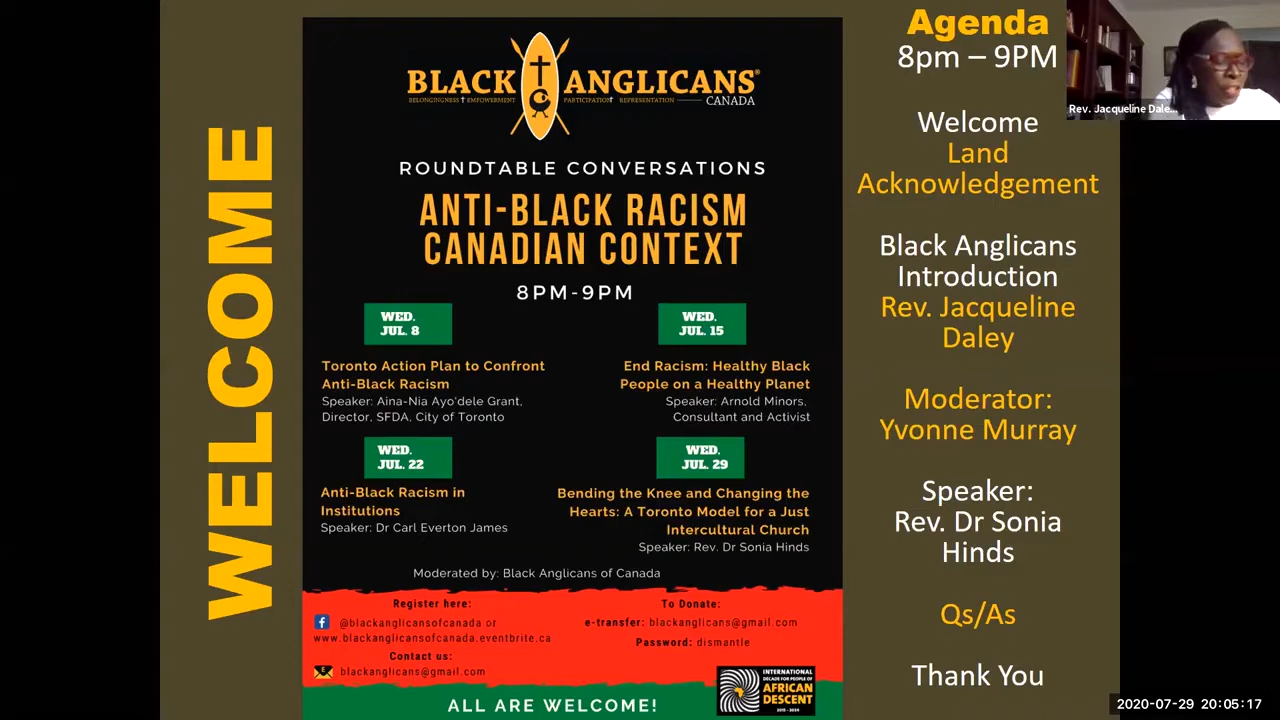 WELCOME
BLACK ANGLICANS®
BELONGINGNESS EMPOWERMENT PARTICIPATION REPRESENTATION CANADA
ROUNDTABLE CONVERSATIONS
ANTI-BLACK RACISM
CANADIAN CONTEXT
8PM-9PM
WED.
JUL. 8
Toronto Action Plan to Confront
Anti-Black Racism
Speaker: Aina-Nia Ayo'dele Grant,
Director, SFDA, City of Toronto
WED.
JUL. 15
End Racism: Healthy Black
People on a Healthy Planet
Speaker: Arnold Minors,
Consultant and Activist
WED.
JUL. 22
Anti-Black Racism in
Institutions
Speaker: Dr Carl Everton James
WED.
JUL. 29
Bending the Knee and Changing the
Hearts: A Toronto Model for a Just
Intercultural Church
Speaker: Rev. Dr Sonia Hinds
Moderated by: Black Anglicans of Canada
Register here:
@blackanglicansofcanada or
www.blackanglicansofcanada.eventbrite.ca
Contact us:
blackanglicans@gmail.com
To Donate:
e-transfer: blackanglicans@gmail.com
Password: dismantle
ALL ARE WELCOME!
INTERNATIONAL
DECADE FOR PEOPLE OF
AFRICAN
DESCENT
2015 - 2024
Agenda
8pm – 9PM
Welcome
Land
Acknowledgement
Black Anglicans
Introduction
Rev. Jacqueline
Daley
Moderator:
Yvonne Murray
Speaker:
Rev. Dr Sonia
Hinds
Qs/As
Thank You
Rev. Jacqueline Dale...
2020-07-29 20:05:17